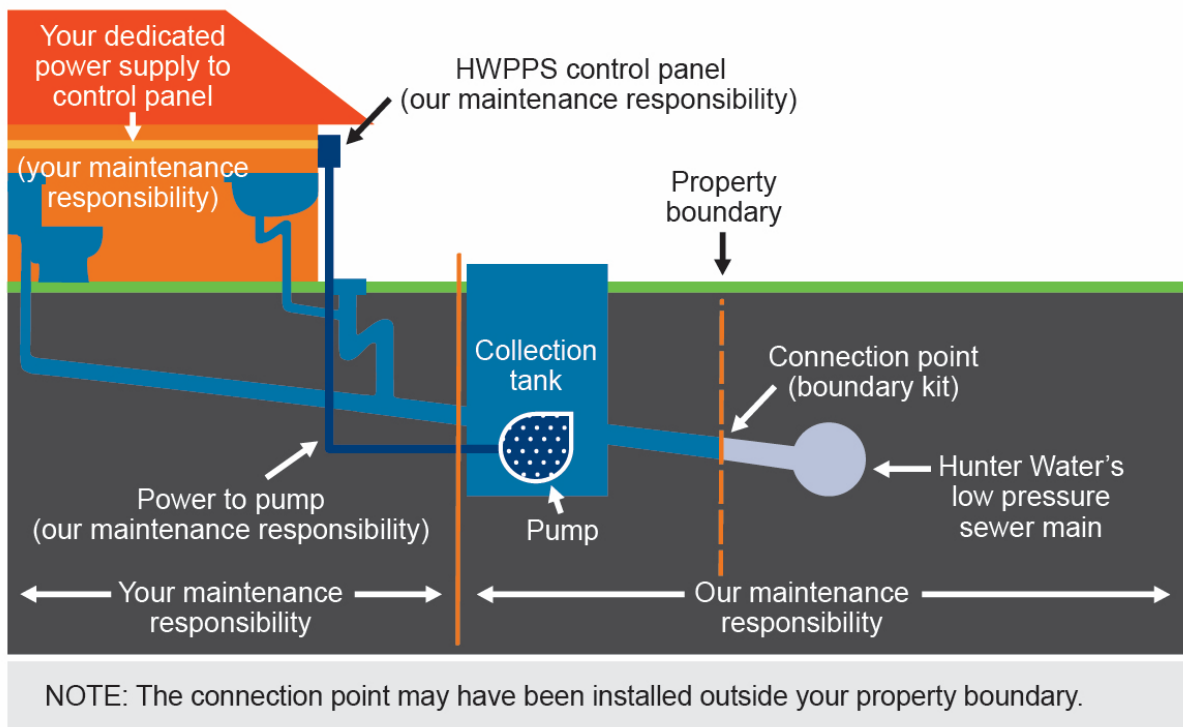 Your dedicated
power supply to
control panel
(your maintenance
responsibility)
HWPPS control panel
(our maintenance responsibility)
Property
boundary
Collection
tank
Connection point
(boundary kit)
Hunter Water’s
low pressure
sewer main
Power to pump
(our maintenance responsibility)
Pump
Your maintenance
responsibility
Our maintenance
responsibility
NOTE: The connection point may have been installed outside your property boundary.